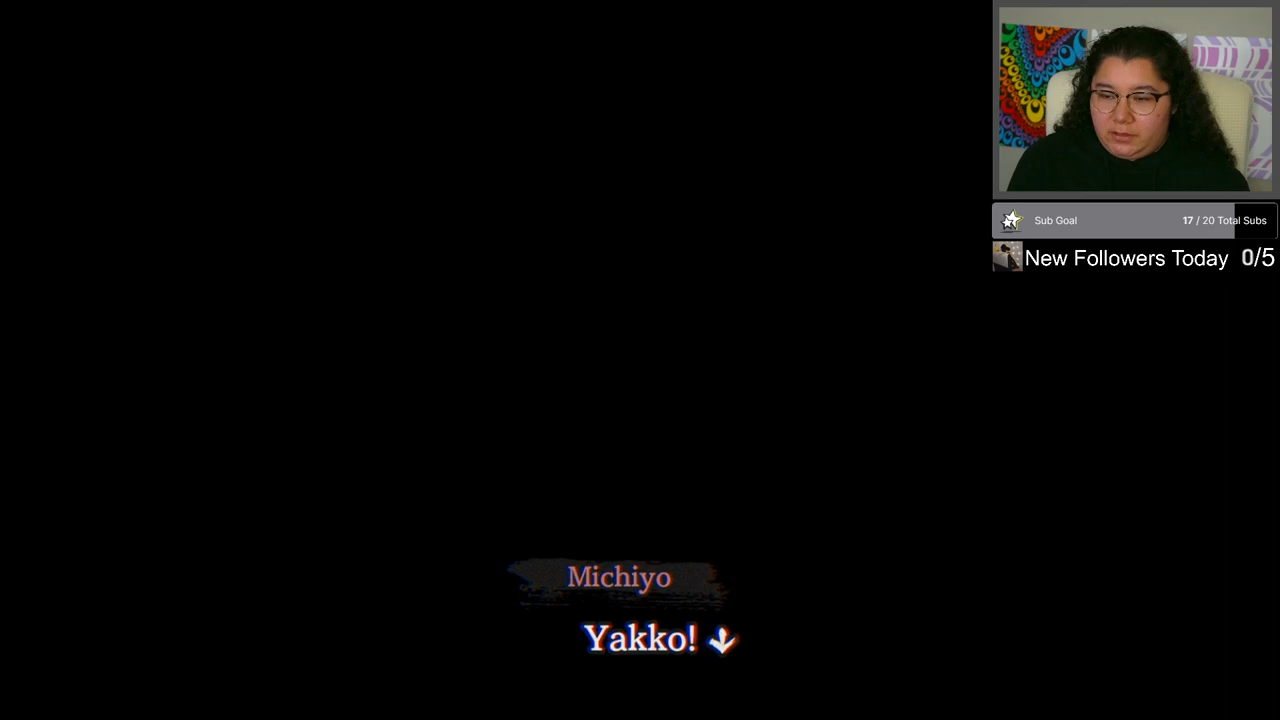 Sub Goal
17 / 20 Total Subs
New Followers Today 0/5
Michiyo
Yakko!